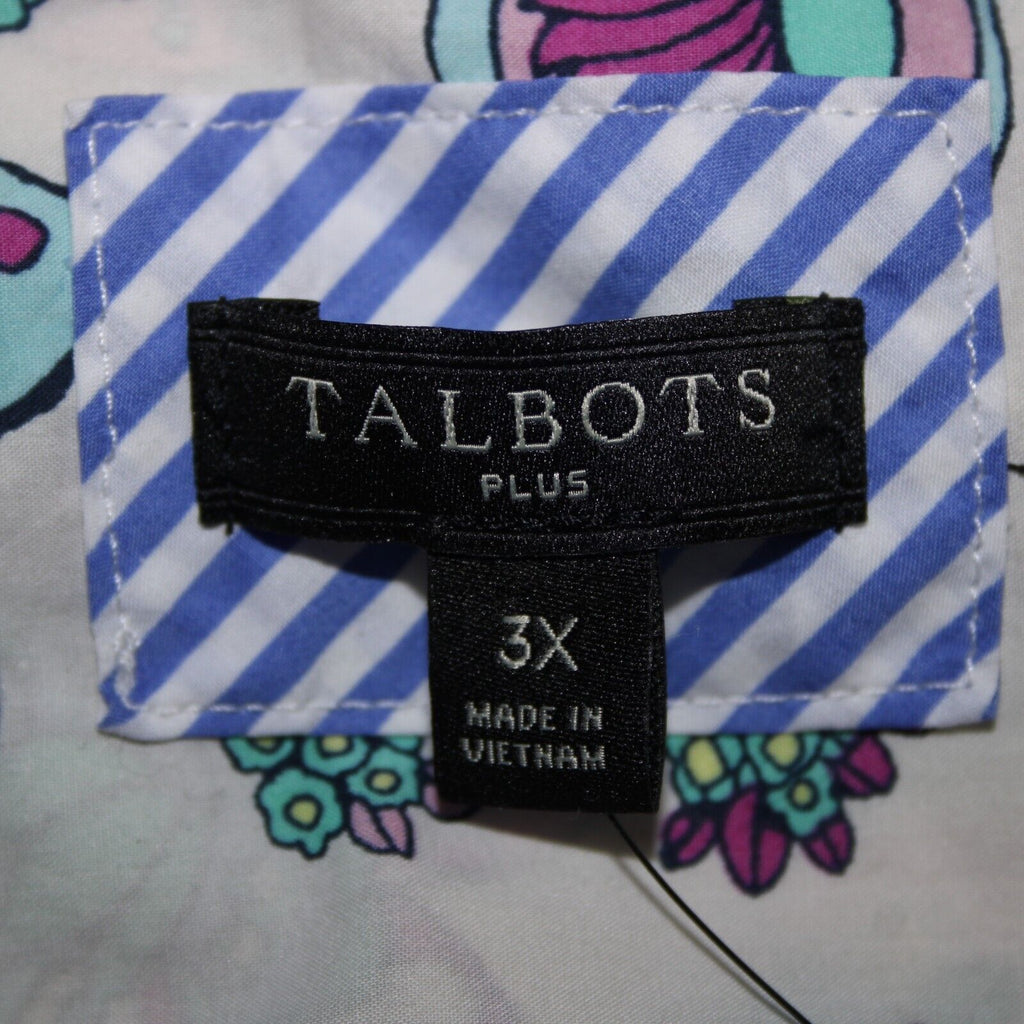 TALBOTS
PLUS
3X
MADE IN
VIETNAM